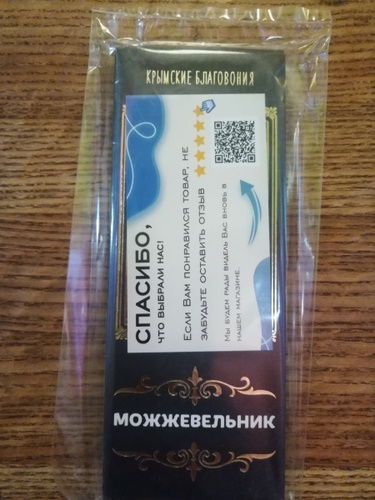 КРЫМСКИЕ БЛАГОВОНИЯ
СПАСИБО,
ЧТО ВЫБРАЛИ НАС!
ЕСЛИ ВАМ ПОНРАВИЛСЯ ТОВАР, НЕ
ЗАБУДЬТЕ ОСТАВИТЬ ОТЗЫВ
МЫ БУДЕМ РАДЫ ВИДЕТЬ ВАС ВНОВЬ В
НАШЕМ МАГАЗИНЕ.
МОЖЖЕВЕЛЬНИК